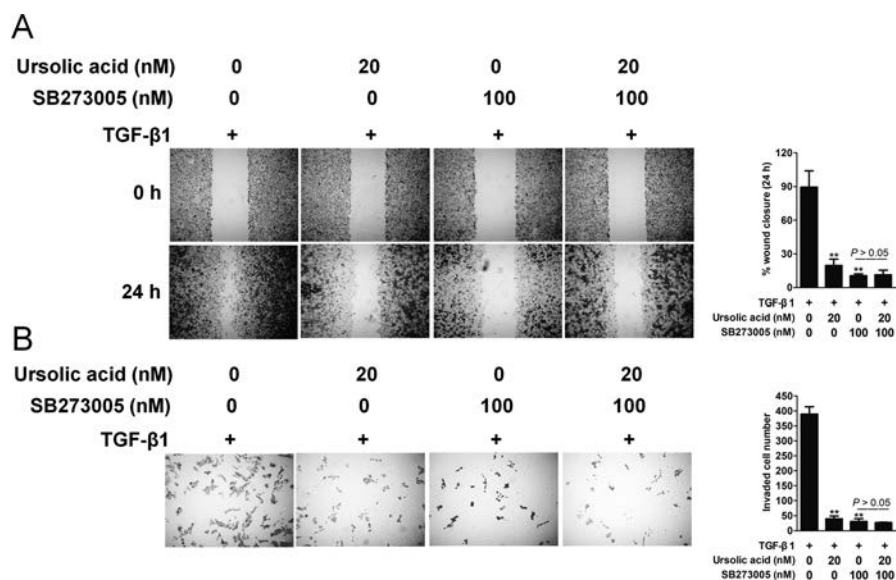 A
Ursolic acid (nM) 0 20 0 20
SB273005 (nM) 0 0 100 100
TGF-β1 + + + +
0 h
24 h
% wound closure (24 h)
120
90
60
30
0
**
**
P > 0.05
TGF-β 1 + + + +
Ursolic acid (nM) 0 20 0 20
SB273005 (nM) 0 0 100 100
B
Ursolic acid (nM) 0 20 0 20
SB273005 (nM) 0 0 100 100
TGF-β1 + + + +
Invaded cell number
450
400
350
300
250
200
150
100
50
0
**
**
P > 0.05
TGF-β 1 + + + +
Ursolic acid (nM) 0 20 0 20
SB273005 (nM) 0 0 100 100